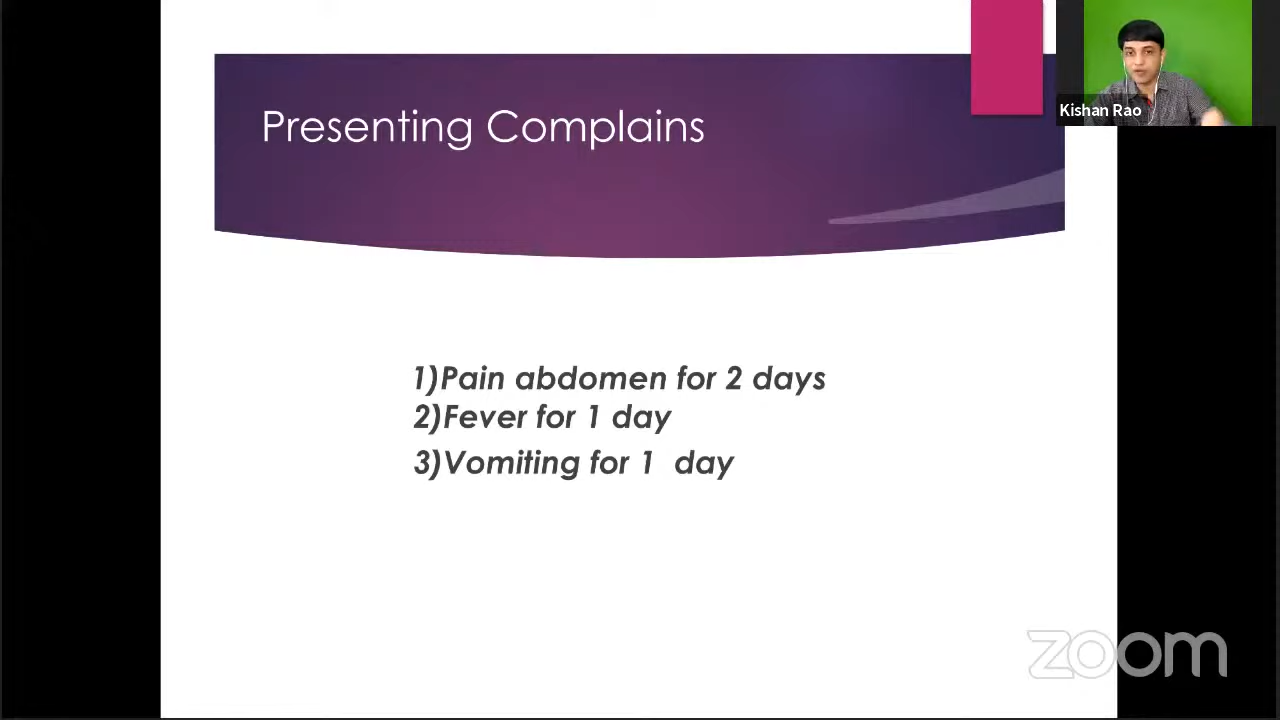 Presenting Complains
Kishan Rao
1)Pain abdomen for 2 days
2)Fever for 1 day
3)Vomiting for 1 day
zoom